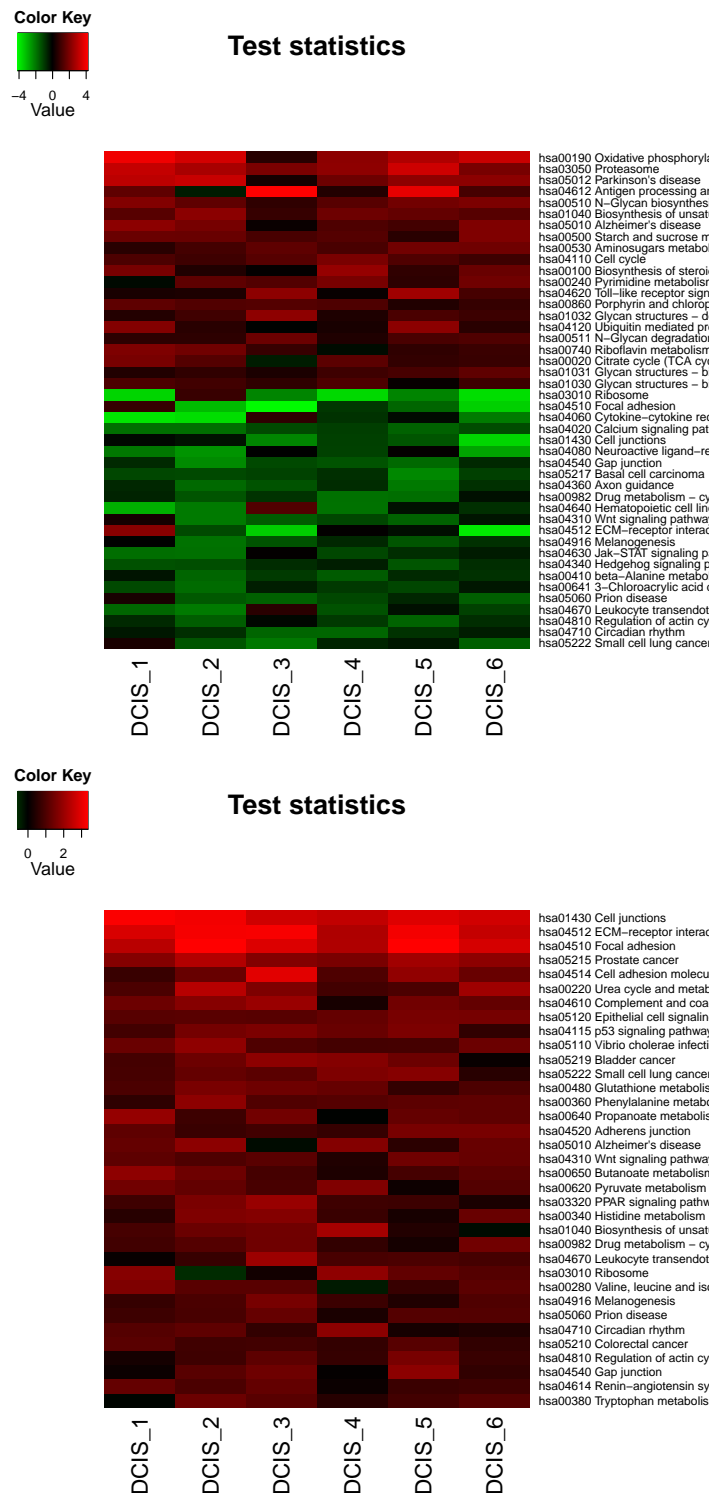 Color Key
Test statistics
−4 0 4
Value
hsa00190 Oxidative phosphoryla
hsa03050 Proteasome
hsa05012 Parkinson's disease
hsa04612 Antigen processing an
hsa00510 N−Glycan biosynthes
hsa01040 Biosynthesis of unsat
hsa05010 Alzheimer's disease
hsa00500 Starch and sucrose m
hsa00530 Aminosugars metabol
hsa04110 Cell cycle
hsa00100 Biosynthesis of steroi
hsa00240 Pyrimidine metabolism
hsa04620 Toll−like receptor sign
hsa00860 Porphyrin and chlorop
hsa01032 Glycan structures − d
hsa04120 Ubiquitin mediated pr
hsa00511 N−Glycan degradation
hsa00740 Riboflavin metabolism
hsa00020 Citrate cycle (TCA cyc
hsa01031 Glycan structures − b
hsa01030 Glycan structures − b
hsa03010 Ribosome
hsa04510 Focal adhesion
hsa04060 Cytokine−cytokine rec
hsa04020 Calcium signaling pat
hsa01430 Cell junctions
hsa04080 Neuroactive ligand−re
hsa04540 Gap junction
hsa05217 Basal cell carcinoma
hsa04360 Axon guidance
hsa00982 Drug metabolism − cy
hsa04640 Hematopoietic cell line
hsa04310 Wnt signaling pathway
hsa04512 ECM−receptor interac
hsa04916 Melanogenesis
hsa04630 Jak−STAT signaling pa
hsa04340 Hedgehog signaling p
hsa00410 beta−Alanine metabol
hsa00641 3−Chloroacrylic acid d
hsa05060 Prion disease
hsa04670 Leukocyte transendot
hsa04810 Regulation of actin cy
hsa04710 Circadian rhythm
hsa05222 Small cell lung cancer
DCIS_1 DCIS_2 DCIS_3 DCIS_4 DCIS_5 DCIS_6
Color Key
Test statistics
0 2
Value
hsa01430 Cell junctions
hsa04512 ECM−receptor interac
hsa04510 Focal adhesion
hsa05215 Prostate cancer
hsa04514 Cell adhesion molecu
hsa00220 Urea cycle and metab
hsa04610 Complement and coa
hsa05120 Epithelial cell signalin
hsa04115 p53 signaling pathway
hsa05110 Vibrio cholerae infecti
hsa05219 Bladder cancer
hsa05222 Small cell lung cancer
hsa00480 Glutathione metabolis
hsa00360 Phenylalanine metabo
hsa00640 Propanoate metabolis
hsa04520 Adherens junction
hsa05010 Alzheimer's disease
hsa04310 Wnt signaling pathway
hsa00650 Butanoate metabolism
hsa00620 Pyruvate metabolism
hsa03320 PPAR signaling pathw
hsa00340 Histidine metabolism
hsa01040 Biosynthesis of unsat
hsa00982 Drug metabolism − cy
hsa04670 Leukocyte transendot
hsa03010 Ribosome
hsa00280 Valine, leucine and iso
hsa04916 Melanogenesis
hsa05060 Prion disease
hsa04710 Circadian rhythm
hsa05210 Colorectal cancer
hsa04810 Regulation of actin cy
hsa04540 Gap junction
hsa04614 Renin−angiotensin sy
hsa00380 Tryptophan metabolis
DCIS_1 DCIS_2 DCIS_3 DCIS_4 DCIS_5 DCIS_6